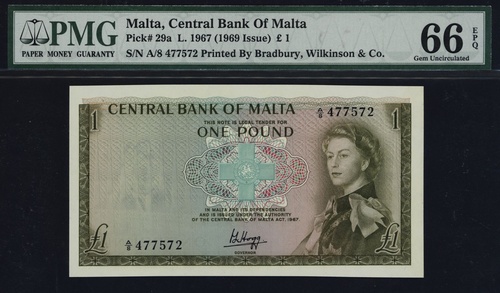 PMG
PAPER MONEY GUARANTY
Malta, Central Bank Of Malta
Pick# 29a L. 1967 (1969 Issue) £ 1
S/N A/8 477572 Printed By Bradbury, Wilkinson & Co.
66 EPQ
Gem Uncirculated
CENTRAL BANK OF MALTA
THIS NOTE IS LEGAL TENDER FOR
ONE POUND
1
1
A/8 477572
IN MALTA AND ITS DEPENDENCIES
AND IS ISSUED UNDER THE AUTHORITY
OF THE CENTRAL BANK OF MALTA ACT, 1967.
£1
A/8 477572
GOVERNOR
£1